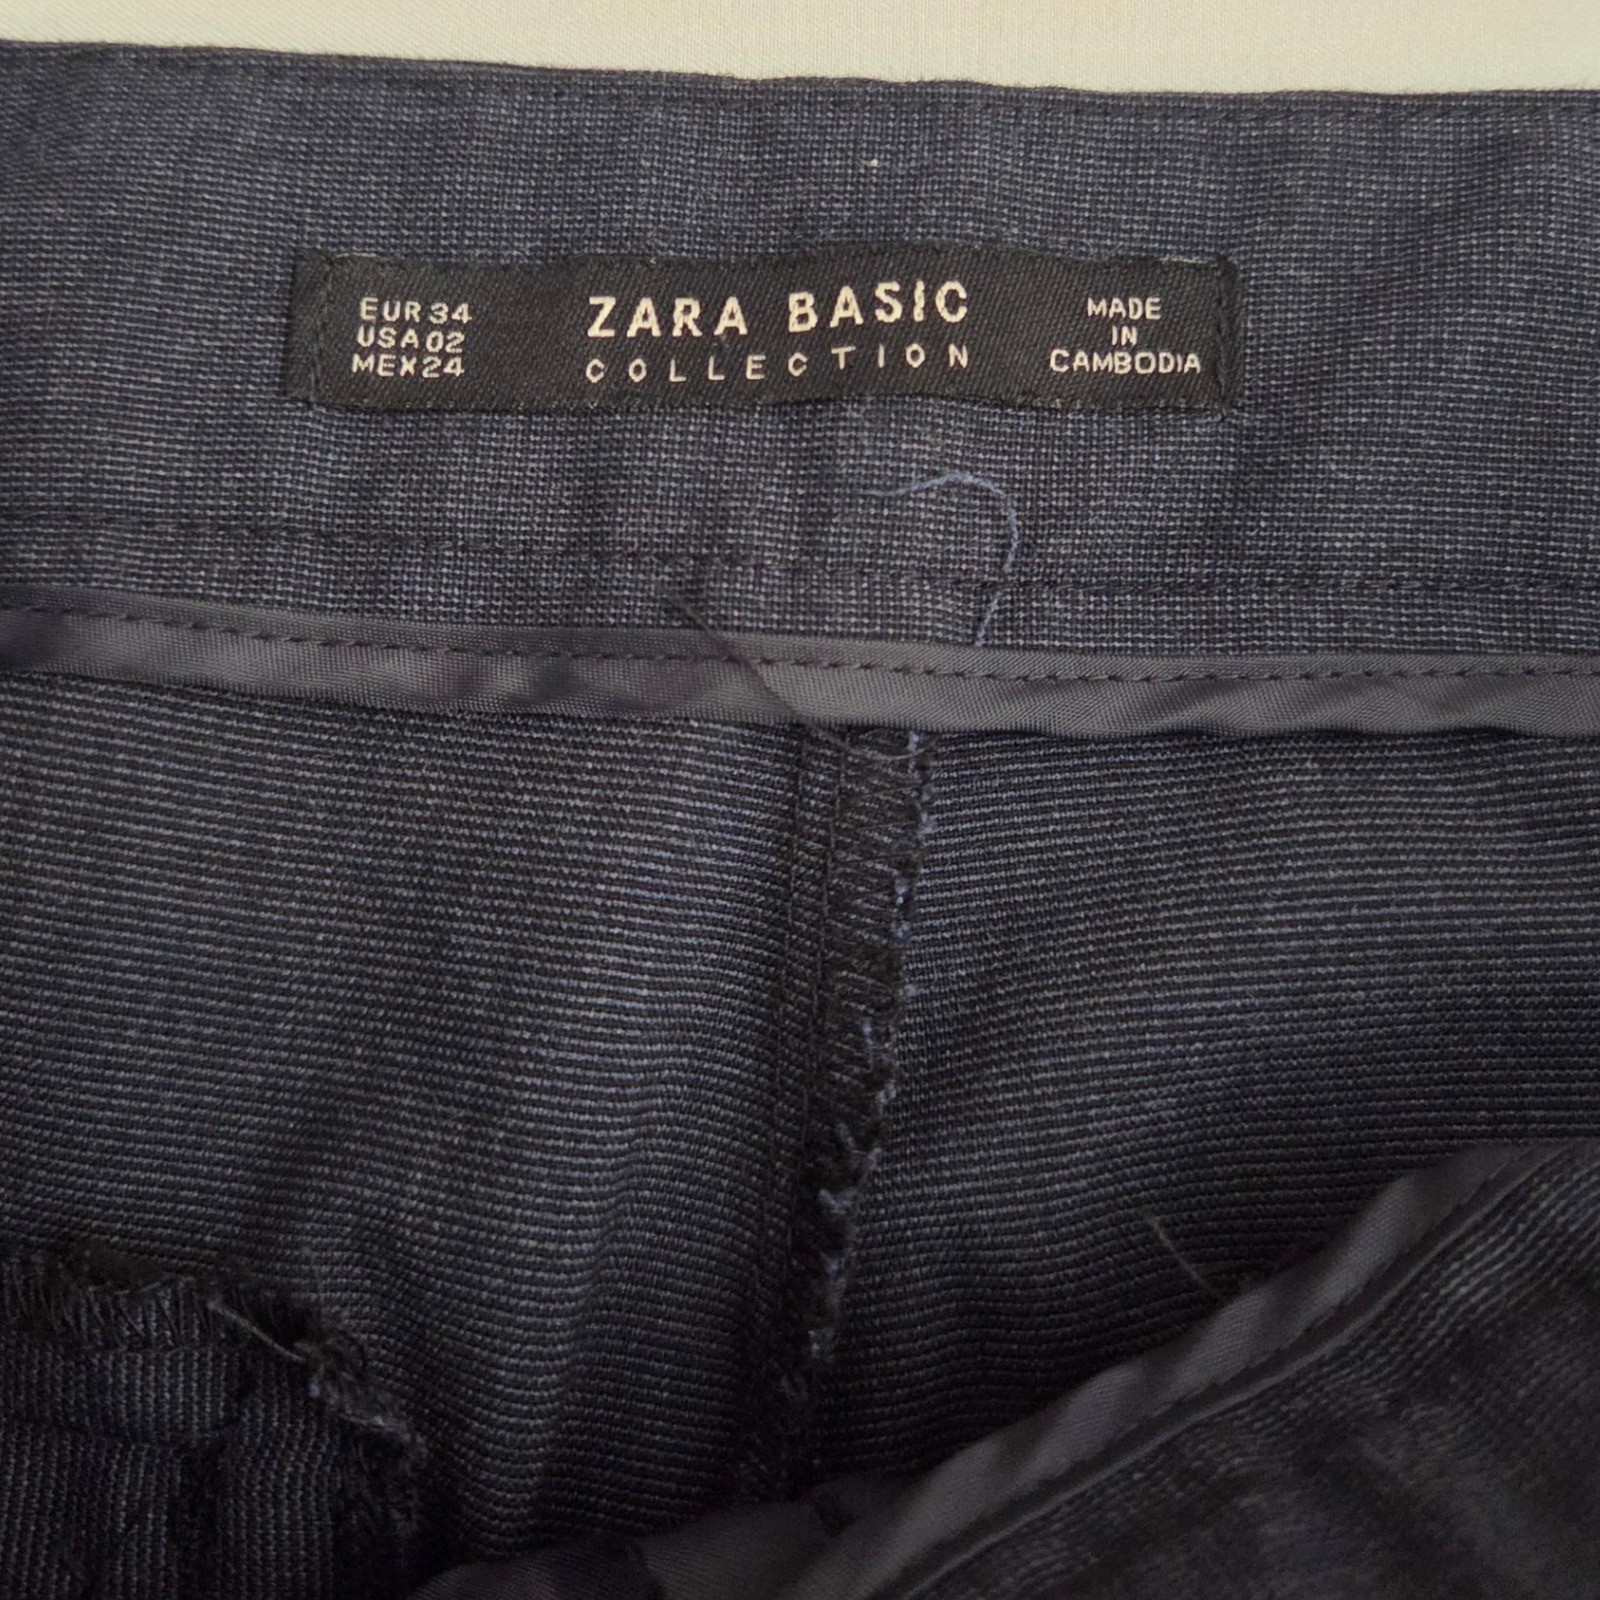 EUR 34
USA 02
MEX 24
ZARA BASIC
COLLECTION
MADE
IN
CAMBODIA